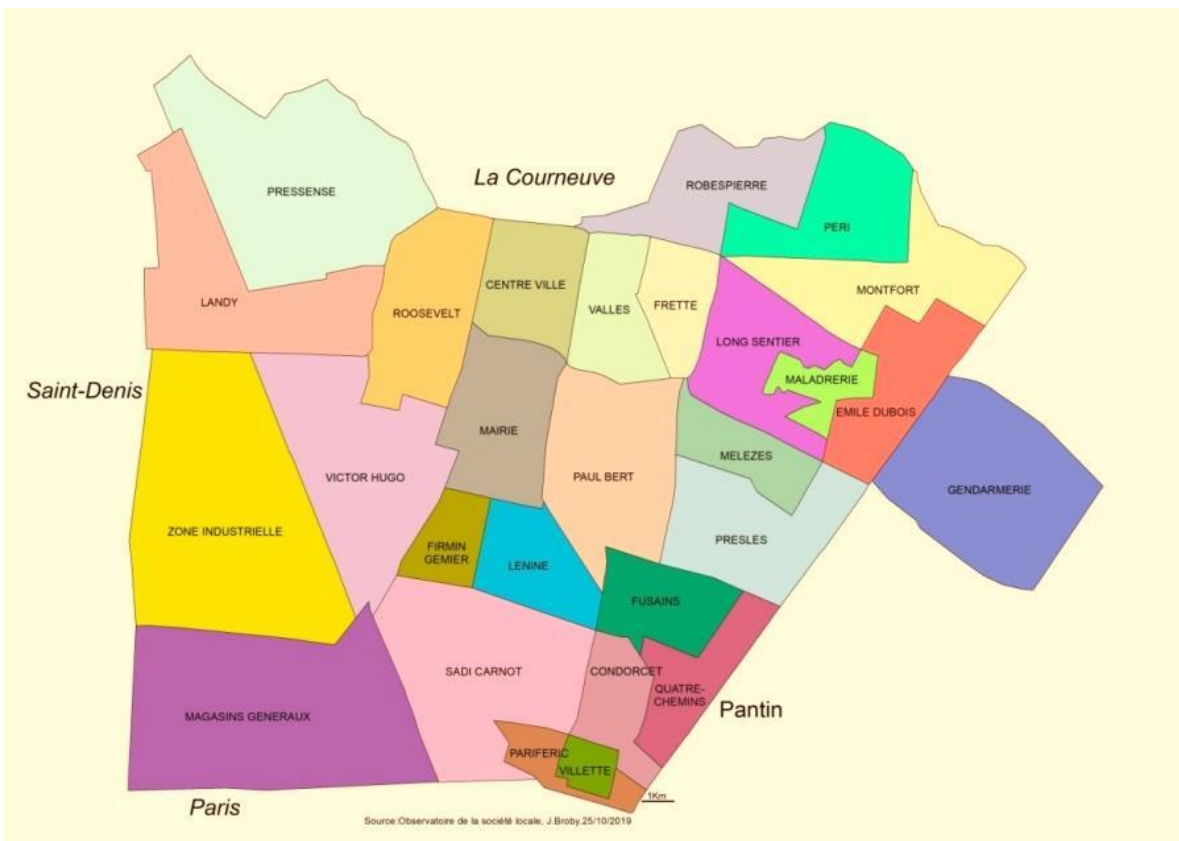 La Courneuve
ROBESPIERRE
PRESSENSE
PERI
CENTRE VILLE
MONTFORT
LANDY
ROOSEVELT
VALLES
FRETTE
LONG SENTIER
MALADRERIE
Saint-Denis
EMILE DUBOIS
MAIRIE
MELEZES
VICTOR HUGO
PAUL BERT
GENDARMERIE
ZONE INDUSTRIELLE
PRESLES
FIRMIN
GEMIER
LENINE
FUSAINS
SADI CARNOT
CONDORCET
QUATRE-
CHEMINS
Pantin
MAGASINS GENERAUX
PARIFERIC
VILLETTE
1Km
Paris
Source:Observatoire de la société locale, J.Broby.25/10/2019